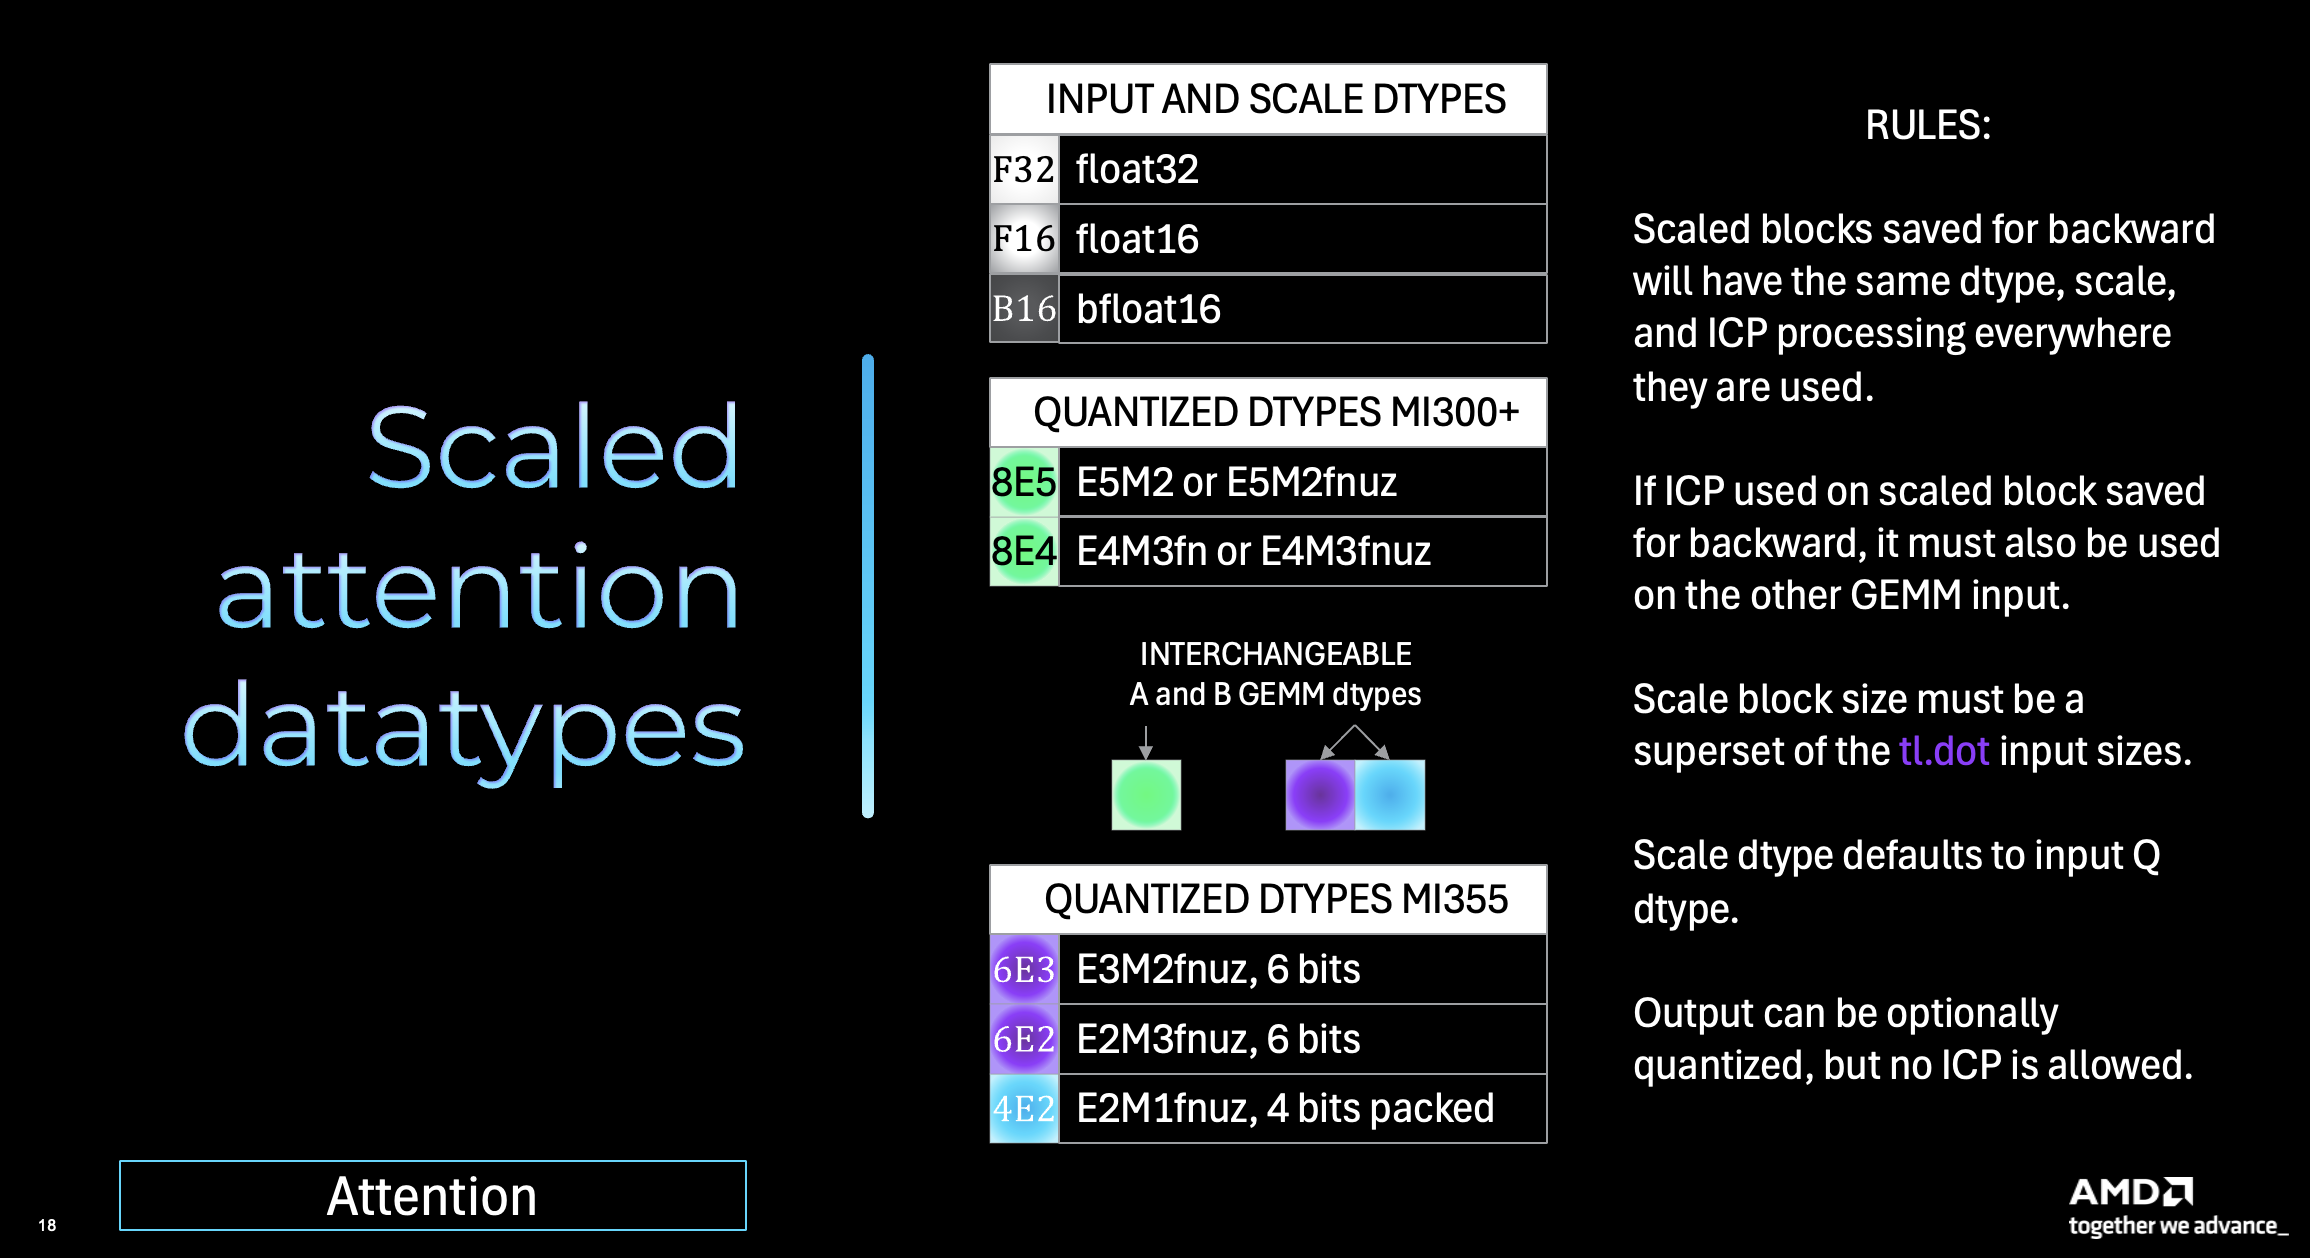 Scaled
attention
datatypes
Attention
18
INPUT AND SCALE DTYPES
F32 float32
F16 float16
B16 bfloat16
QUANTIZED DTYPES MI300+
8E5 E5M2 or E5M2fnuz
8E4 E4M3fn or E4M3fnuz
INTERCHANGEABLE
A and B GEMM dtypes
QUANTIZED DTYPES MI355
6E3 E3M2fnuz, 6 bits
6E2 E2M3fnuz, 6 bits
4E2 E2M1fnuz, 4 bits packed
RULES:
Scaled blocks saved for backward
will have the same dtype, scale,
and ICP processing everywhere
they are used.
If ICP used on scaled block saved
for backward, it must also be used
on the other GEMM input.
Scale block size must be a
superset of the tl.dot input sizes.
Scale dtype defaults to input Q
dtype.
Output can be optionally
quantized, but no ICP is allowed.
AMD
together we advance_